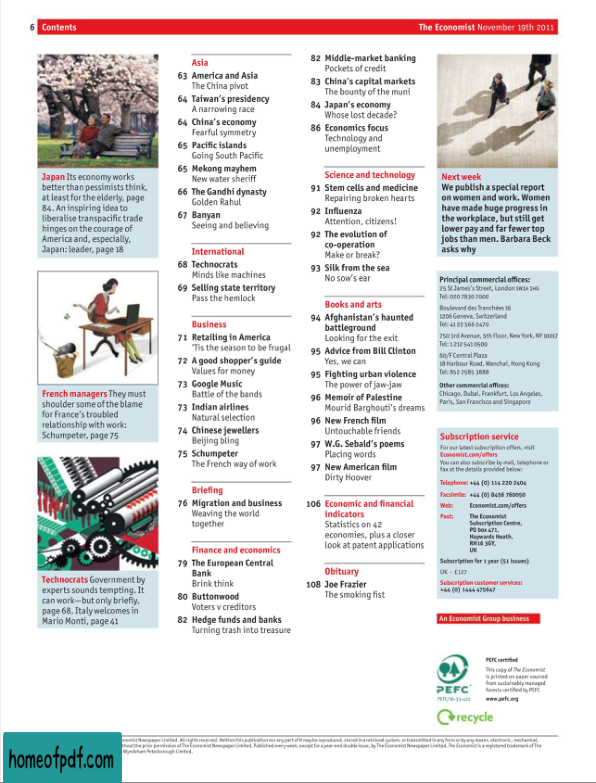 6 Contents
The Economist November 19th 2011
Japan Its economy works
better than pessimists think,
at least for the elderly, page
84. An inspiring idea to
liberalise transpacific trade
hinges on the courage of
America and, especially,
Japan: leader, page 18
French managers They must
shoulder some of the blame
for France's troubled
relationship with work:
Schumpeter, page 75
Technocrats Government by
experts sounds tempting. It
can work—but only briefly,
page 68. Italy welcomes in
Mario Monti, page 41
Asia
63 America and Asia
The China pivot
64 Taiwan's presidency
A narrowing race
64 China's economy
Fearful symmetry
65 Pacific islands
Going South Pacific
65 Mekong mayhem
New water sheriff
66 The Gandhi dynasty
Golden Rahul
67 Banyan
Seeing and believing
International
68 Technocrats
Minds like machines
69 Selling state territory
Pass the hemlock
Business
71 Retailing in America
'Tis the season to be frugal
72 A good shopper's guide
Values for money
73 Google Music
Battle of the bands
73 Indian airlines
Natural selection
74 Chinese jewellers
Beijing bling
75 Schumpeter
The French way of work
Briefing
76 Migration and business
Weaving the world
together
Finance and economics
79 The European Central
Bank
Brink think
80 Buttonwood
Voters v creditors
82 Hedge funds and banks
Turning trash into treasure
82 Middle-market banking
Pockets of credit
83 China's capital markets
The bounty of the muni
84 Japan's economy
Whose lost decade?
86 Economics focus
Technology and
unemployment
Science and technology
91 Stem cells and medicine
Repairing broken hearts
92 Influenza
Attention, citizens!
92 The evolution of
co-operation
Make or break?
93 Silk from the sea
No sow's ear
Books and arts
94 Afghanistan's haunted
battleground
Looking for the exit
95 Advice from Bill Clinton
Yes, we can
95 Fighting urban violence
The power of jaw-jaw
96 Memoir of Palestine
Mourid Barghouti's dreams
96 New French film
Untouchable friends
97 W.G. Sebald's poems
Placing words
97 New American film
Dirty Hoover
106 Economic and financial
indicators
Statistics on 42
economies, plus a closer
look at patent applications
Obituary
108 Joe Frazier
The smoking fist
Next week
We publish a special report
on women and work. Women
have made huge progress in
the workplace, but still get
lower pay and far fewer top
jobs than men. Barbara Beck
asks why
Principal commercial offices:
25 St James's Street, London SW1A 1HG
Tel: 020 7830 7000
Boulevard des Tranchées 16
1206 Geneva, Switzerland
Tel: 41 22 566 2470
750 3rd Avenue, 5th Floor, New York, NY 10017
Tel: 1 212 541 0500
60/F Central Plaza
18 Harbour Road, Wanchai, Hong Kong
Tel: 852 2585 3888
Other commercial offices:
Chicago, Dubai, Frankfurt, Los Angeles,
Paris, San Francisco and Singapore
Subscription service
For our latest subscription offers, visit
Economist.com/offers
You can also subscribe by mail, telephone or
fax at the details provided below:
Telephone: +44 (0) 114 220 2404
Facsimile: +44 (0) 8456 760050
Web: Economist.com/offers
Post: The Economist
Subscription Centre,
PO box 471,
Haywards Heath,
RH16 3GY,
UK
Subscription for 1 year (51 issues)
UK – £127
Subscription customer services:
+44 (0) 1444 475647
An Economist Group business
PEFC
PEFC/16-33-422
PEFC certified
This copy of The Economist
is printed on paper sourced
from sustainably managed
forests certified by PEFC
www.pefc.org
recycle
Economist Newspaper Limited. All rights reserved. Neither this publication nor any part of it may be reproduced, stored in a retrieval system, or transmitted in any form or by any means, electronic, mechanical,
without the prior permission of The Economist Newspaper Limited. Published every week, except for a year-end double issue, by The Economist Newspaper Limited. The Economist is a registered trademark of The
Wyndeham Peterborough Limited.
homeofpdf.com